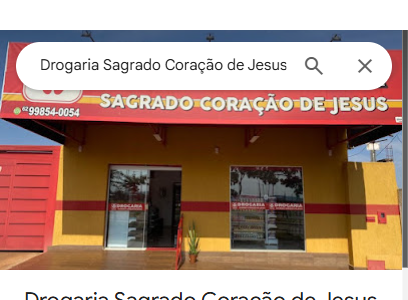 Drogaria Sagrado Coração de Jesus
SAGRADO CORAÇÃO DE JESUS
62 99854-0054
DROGARIA
DROGARIA DROGARIA
Drogaria Sagrado Coração de Jesus